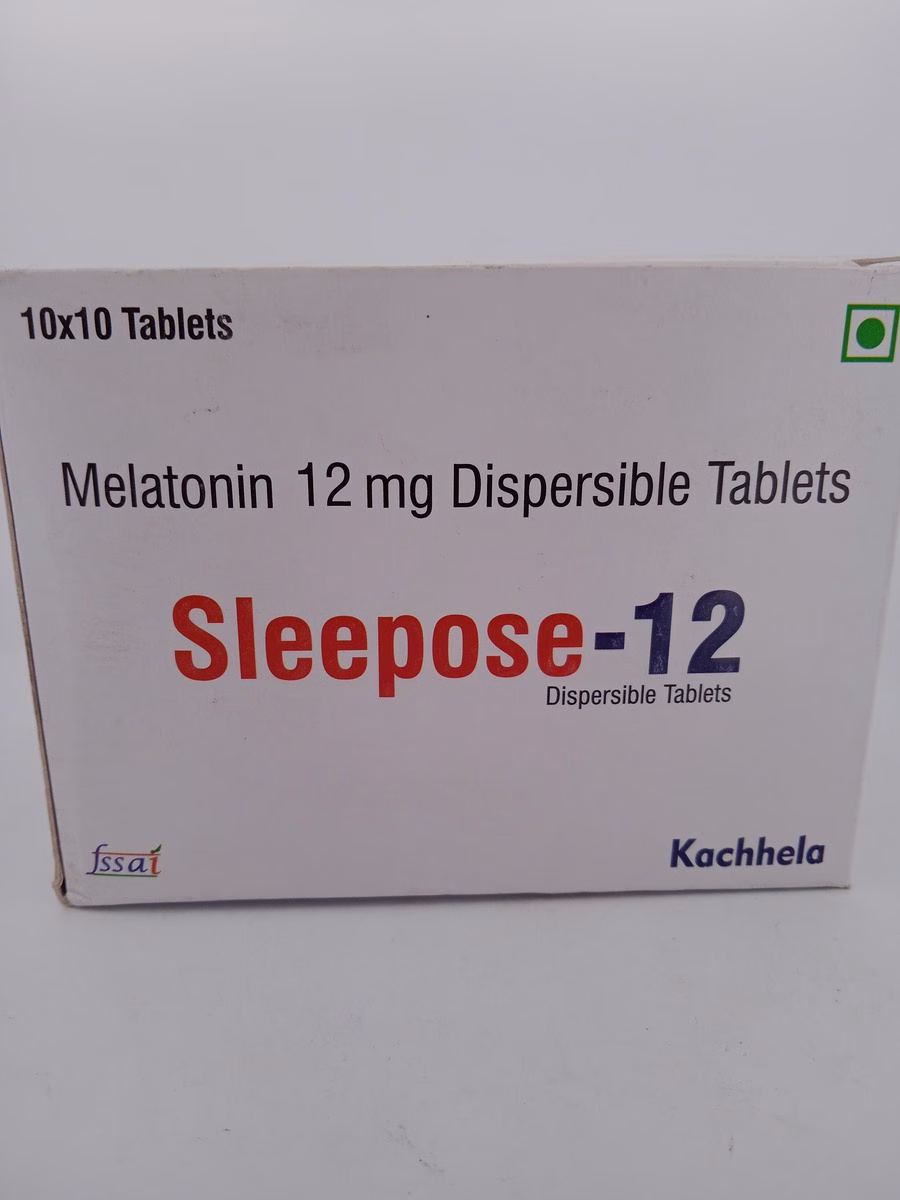 10x10 Tablets
Melatonin 12 mg Dispersible Tablets
Sleepose-12
Dispersible Tablets
fssai
Kachhela